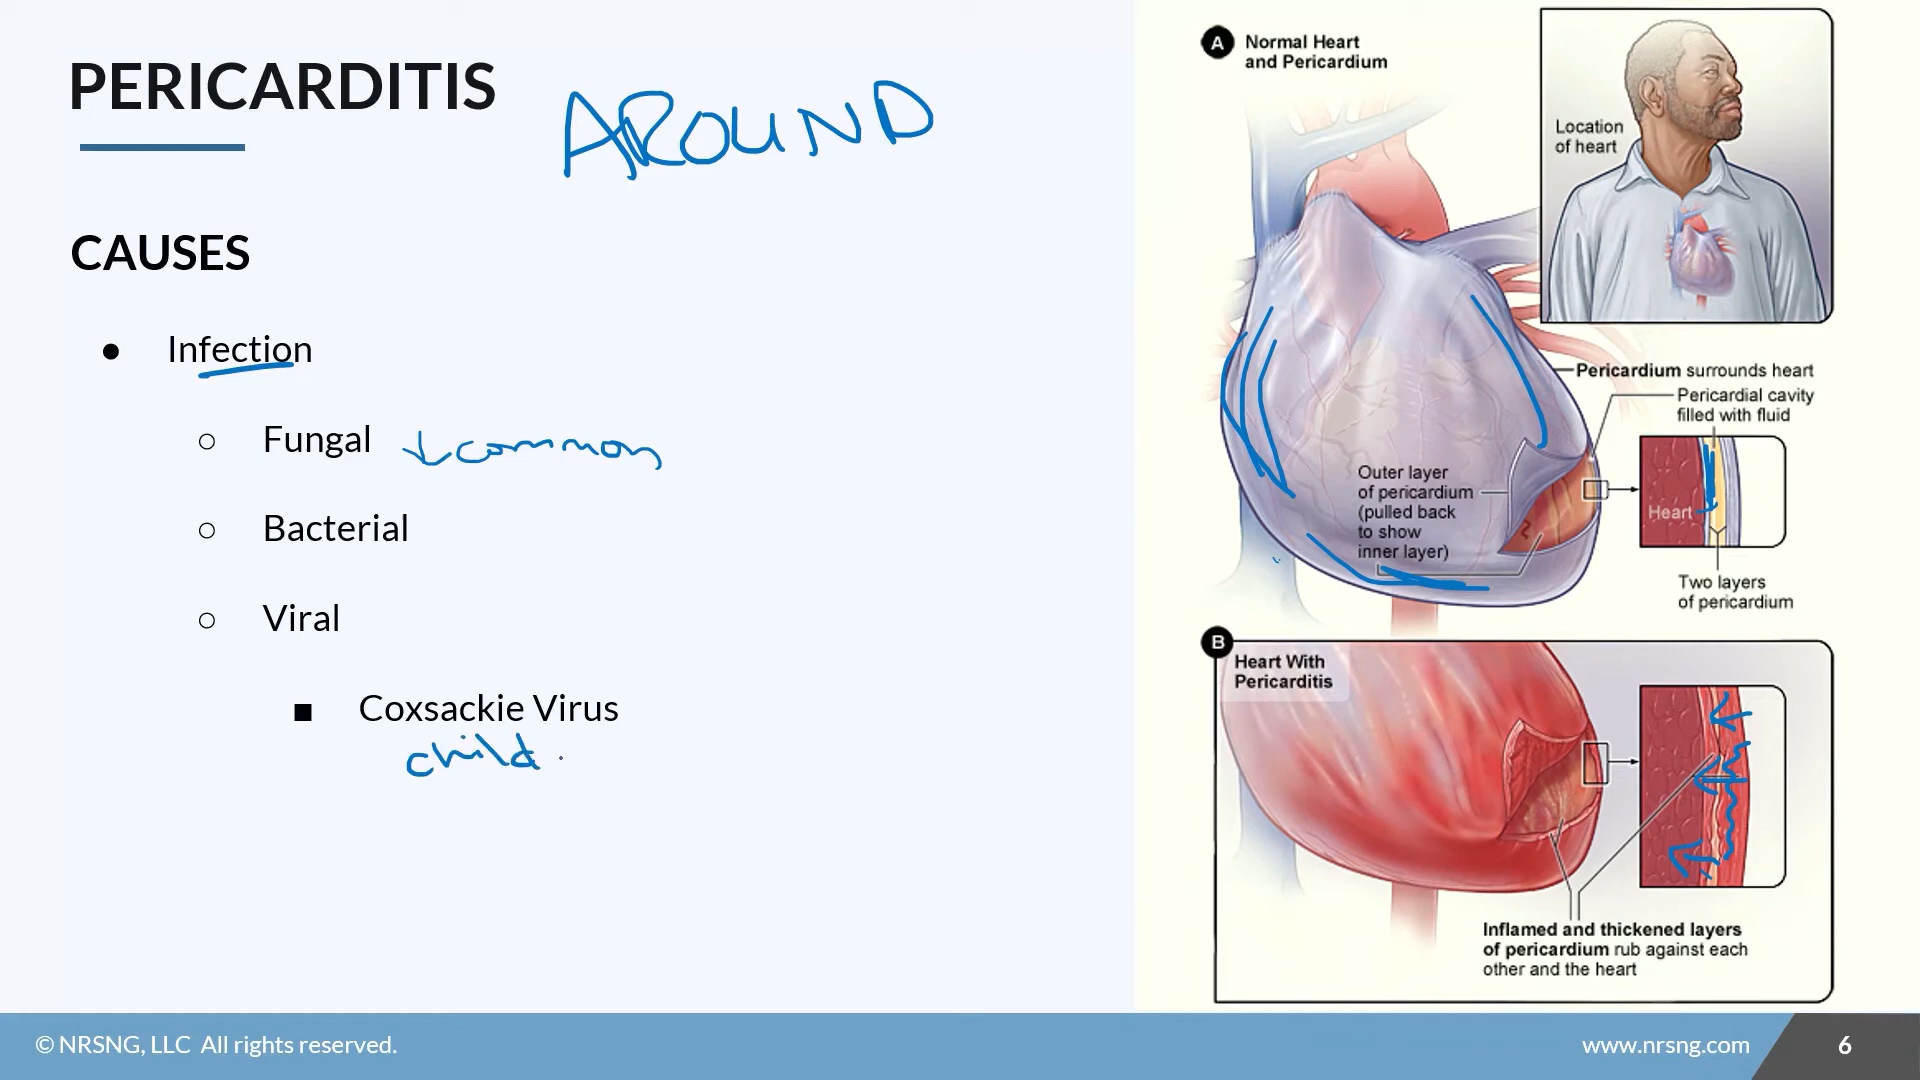 PERICARDITIS
AROUND
CAUSES
● Infection
○ Fungal ↓ common
○ Bacterial
○ Viral
■ Coxsackie Virus
child
A Normal Heart
and Pericardium
Location
of heart
Pericardium surrounds heart
Pericardial cavity
filled with fluid
Outer layer
of pericardium
(pulled back
to show
inner layer)
Heart
Two layers
of pericardium
B Heart With
Pericarditis
Inflamed and thickened layers
of pericardium rub against each
other and the heart
© NRSNG, LLC All rights reserved.
www.nrsng.com
6